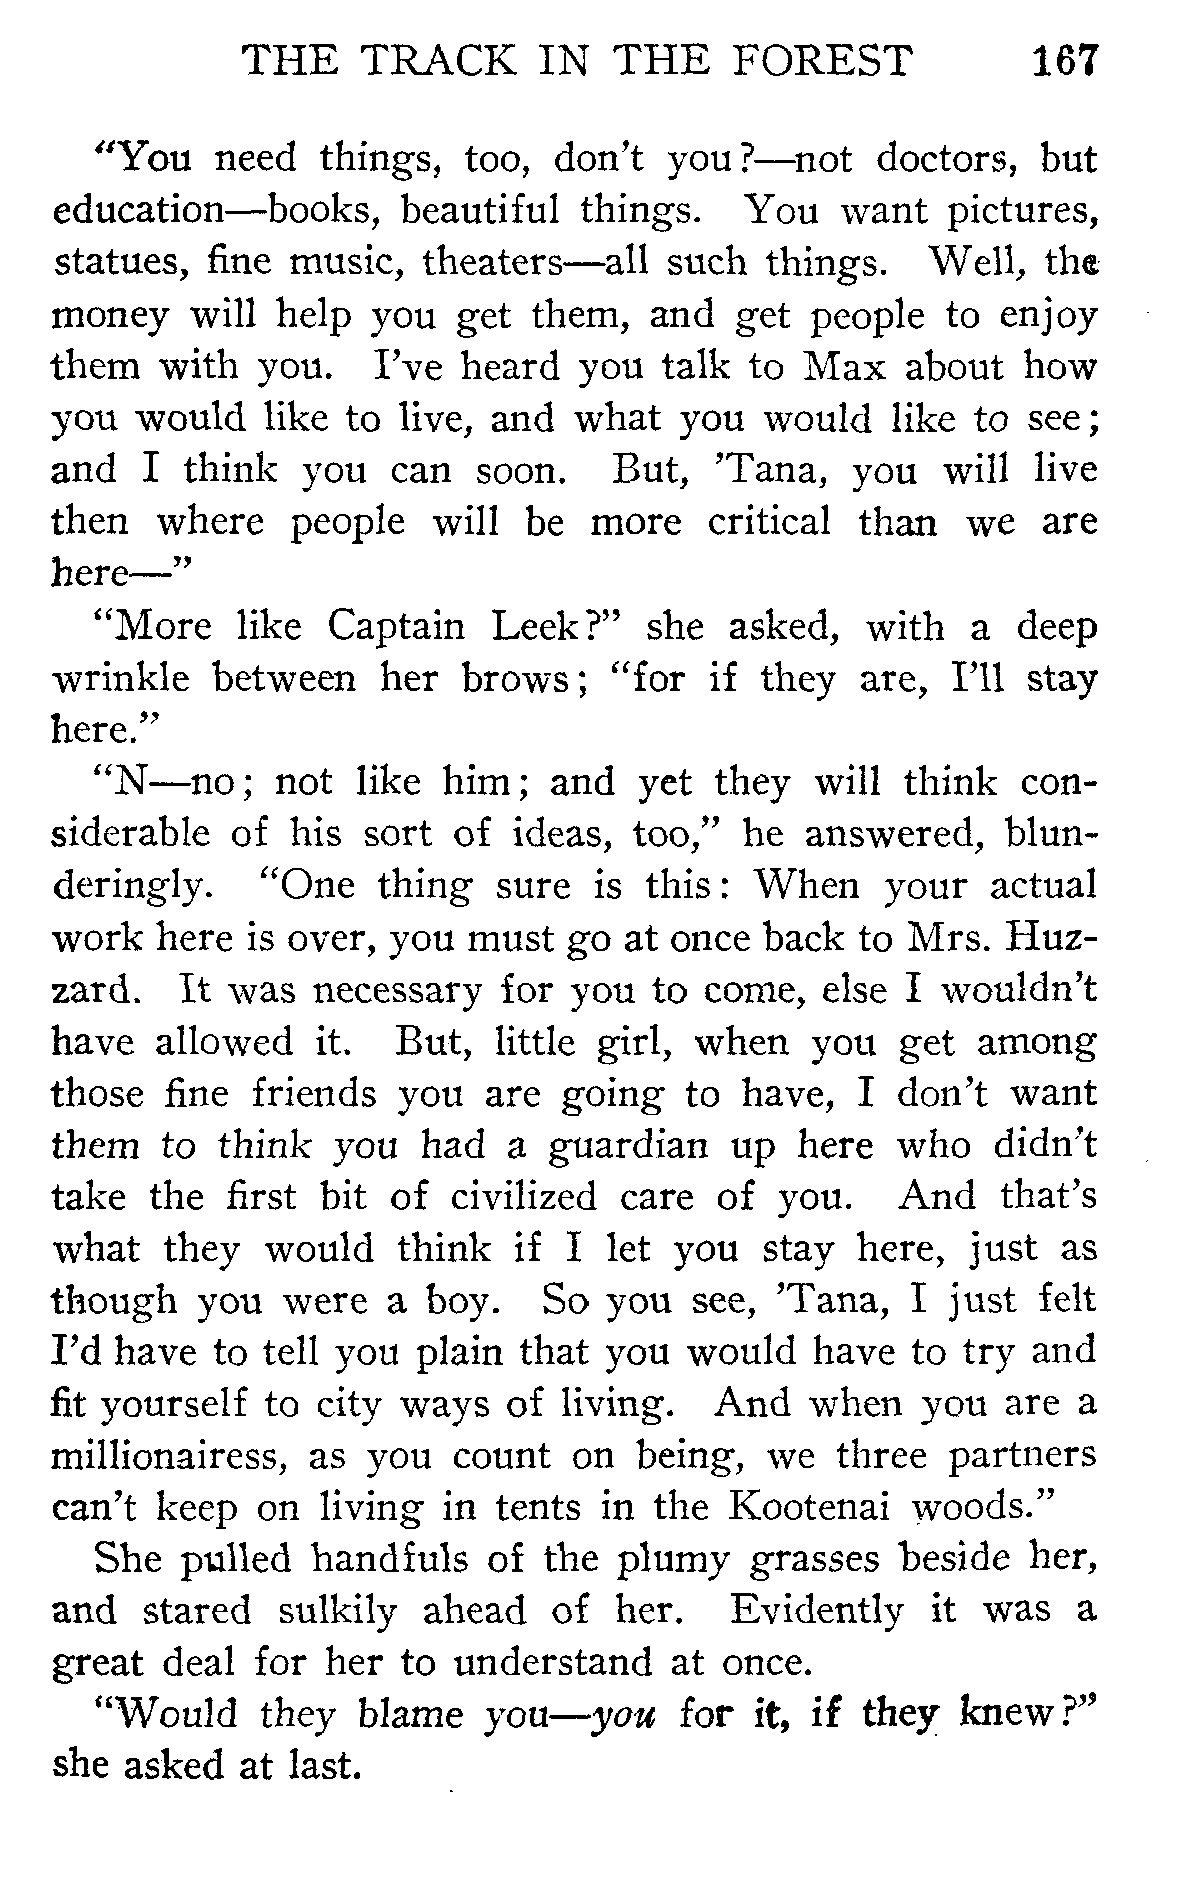 THE TRACK IN THE FOREST 167
"You need things, too, don't you?—not doctors, but
education—books, beautiful things. You want pictures,
statues, fine music, theaters—all such things. Well, the
money will help you get them, and get people to enjoy
them with you. I've heard you talk to Max about how
you would like to live, and what you would like to see;
and I think you can soon. But, 'Tana, you will live
then where people will be more critical than we are
here—"
"More like Captain Leek?" she asked, with a deep
wrinkle between her brows; "for if they are, I'll stay
here."
"N—no; not like him; and yet they will think con-
siderable of his sort of ideas, too," he answered, blun-
deringly. "One thing sure is this: When your actual
work here is over, you must go at once back to Mrs. Huz-
zard. It was necessary for you to come, else I wouldn't
have allowed it. But, little girl, when you get among
those fine friends you are going to have, I don't want
them to think you had a guardian up here who didn't
take the first bit of civilized care of you. And that's
what they would think if I let you stay here, just as
though you were a boy. So you see, 'Tana, I just felt
I'd have to tell you plain that you would have to try and
fit yourself to city ways of living. And when you are a
millionairess, as you count on being, we three partners
can't keep on living in tents in the Kootenai woods."
She pulled handfuls of the plumy grasses beside her,
and stared sulkily ahead of her. Evidently it was a
great deal for her to understand at once.
"Would they blame you—you for it, if they knew?"
she asked at last.